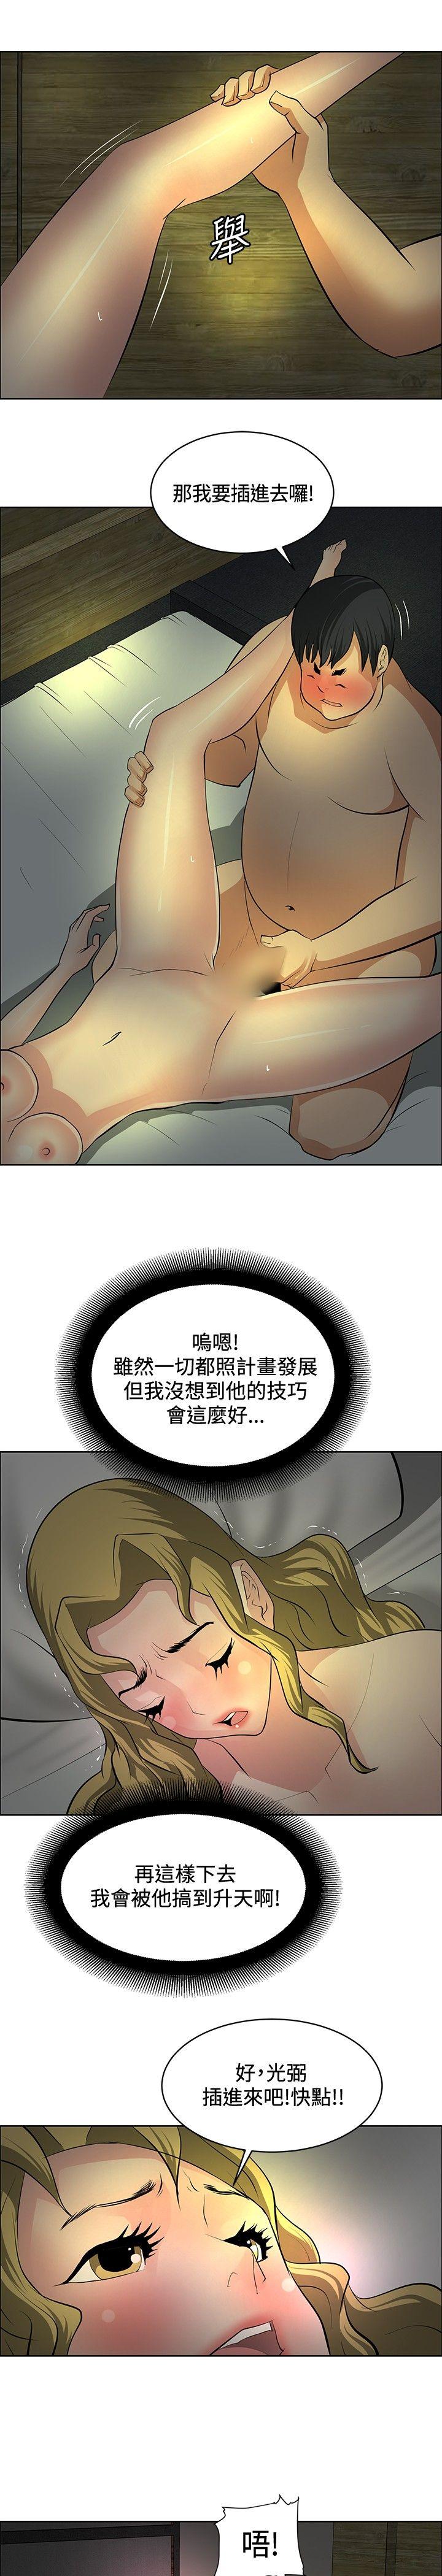 舉
那我要插進去囉!
嗚嗯!
雖然一切都照計畫發展
但我沒想到他的技巧
會這麼好...
再這樣下去
我會被他搞到升天啊!
好,光弼
插進來吧!快點!!
唔!